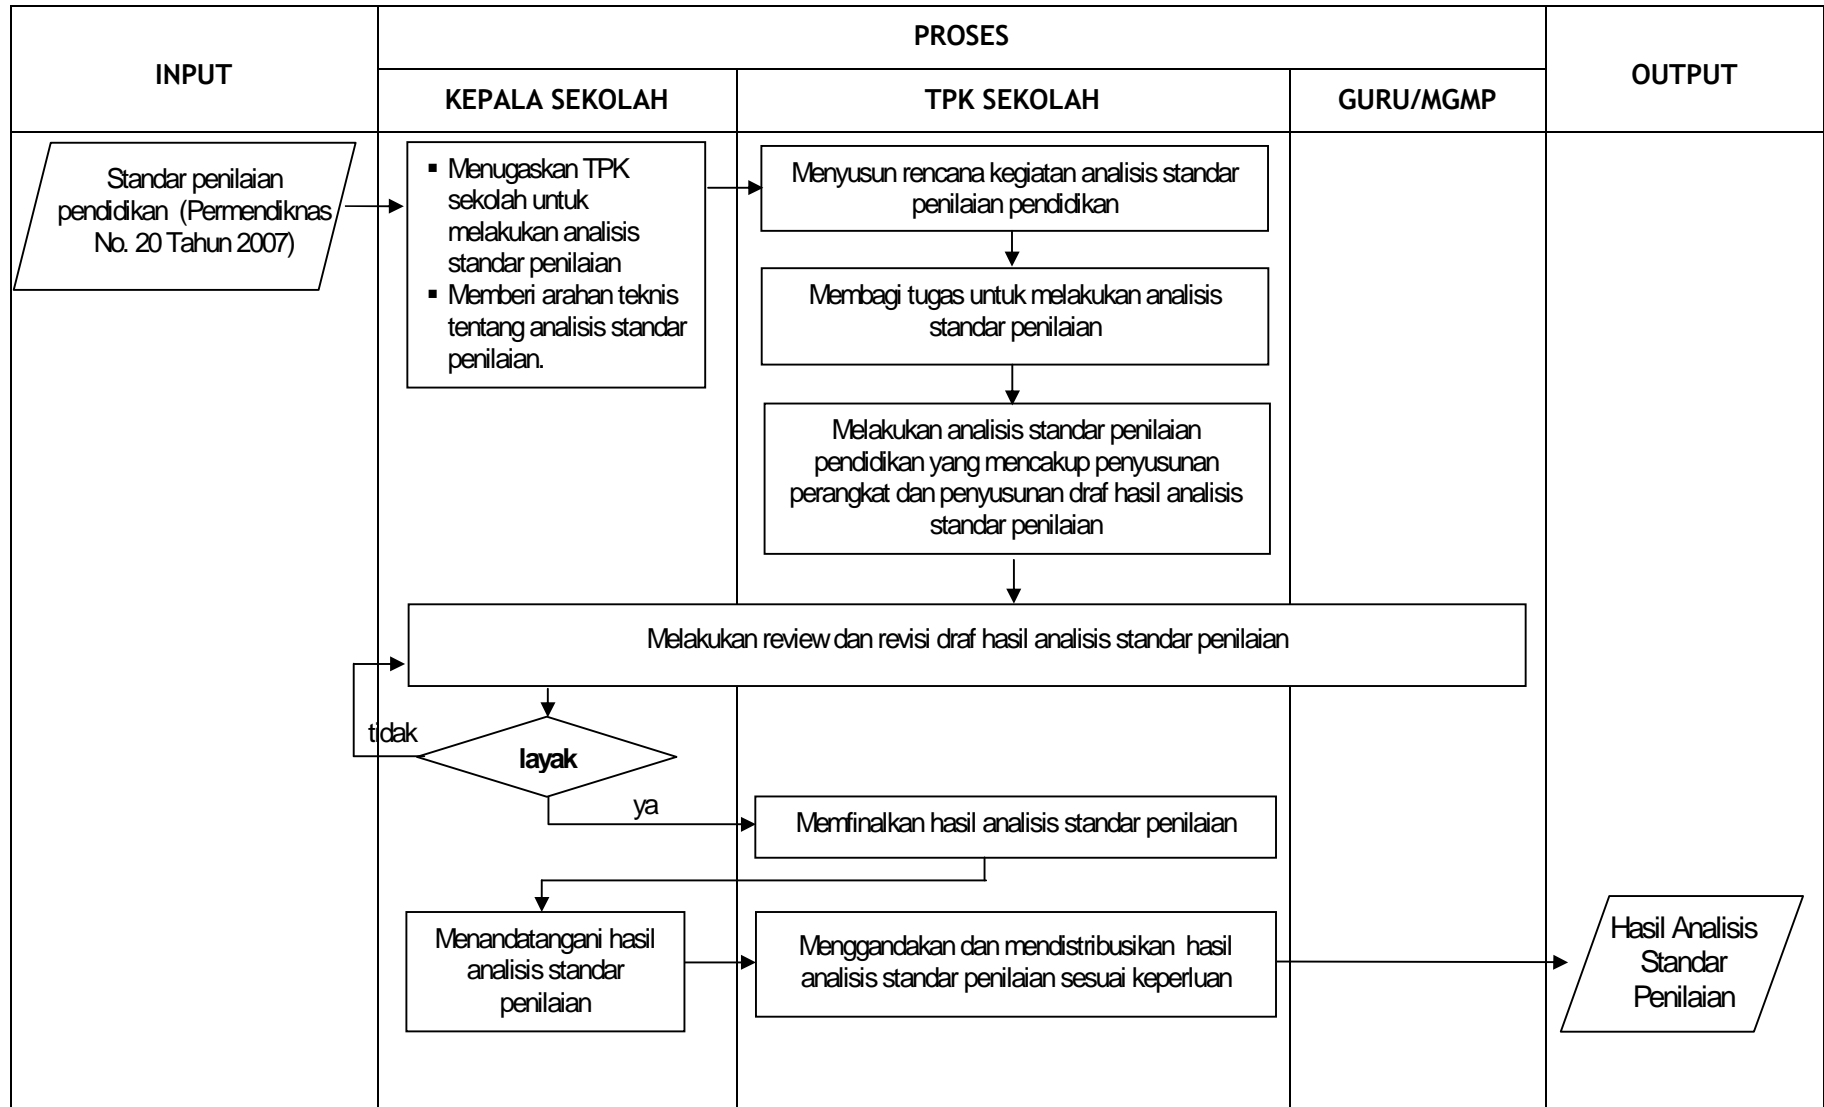 INPUT
PROSES
OUTPUT
KEPALA SEKOLAH
TPK SEKOLAH
GURU/MGMP
Standar penilaian
pendidikan (Permendiknas
No. 20 Tahun 2007)
▪ Menugaskan TPK
sekolah untuk
melakukan analisis
standar penilaian
▪ Memberi arahan teknis
tentang analisis standar
penilaian.
Menyusun rencana kegiatan analisis standar
penilaian pendidikan
Membagi tugas untuk melakukan analisis
standar penilaian
Melakukan analisis standar penilaian
pendidikan yang mencakup penyusunan
perangkat dan penyusunan draf hasil analisis
standar penilaian
Melakukan review dan revisi draf hasil analisis standar penilaian
tidak
layak
ya
Memfinalkan hasil analisis standar penilaian
Menandatangani hasil
analisis standar
penilaian
Menggandakan dan mendistribusikan hasil
analisis standar penilaian sesuai keperluan
Hasil Analisis
Standar
Penilaian